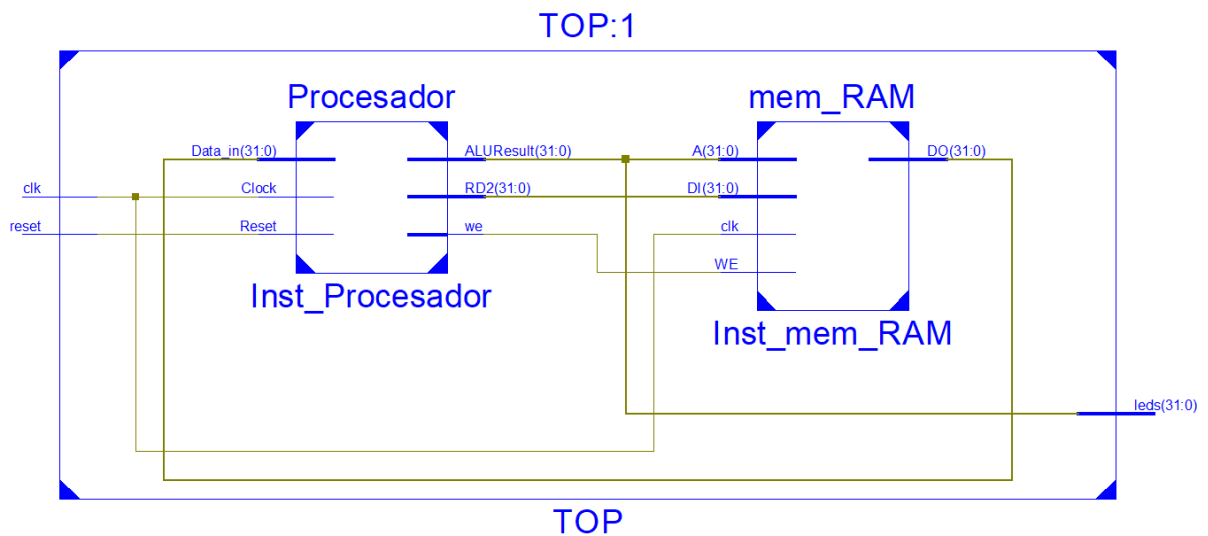 TOP:1
Procesador
mem_RAM
Data_in(31:0)
ALUResult(31:0)
A(31:0)
DO(31:0)
clk
Clock
RD2(31:0)
DI(31:0)
reset
Reset
we
clk
WE
Inst_Procesador
Inst_mem_RAM
leds(31:0)
TOP